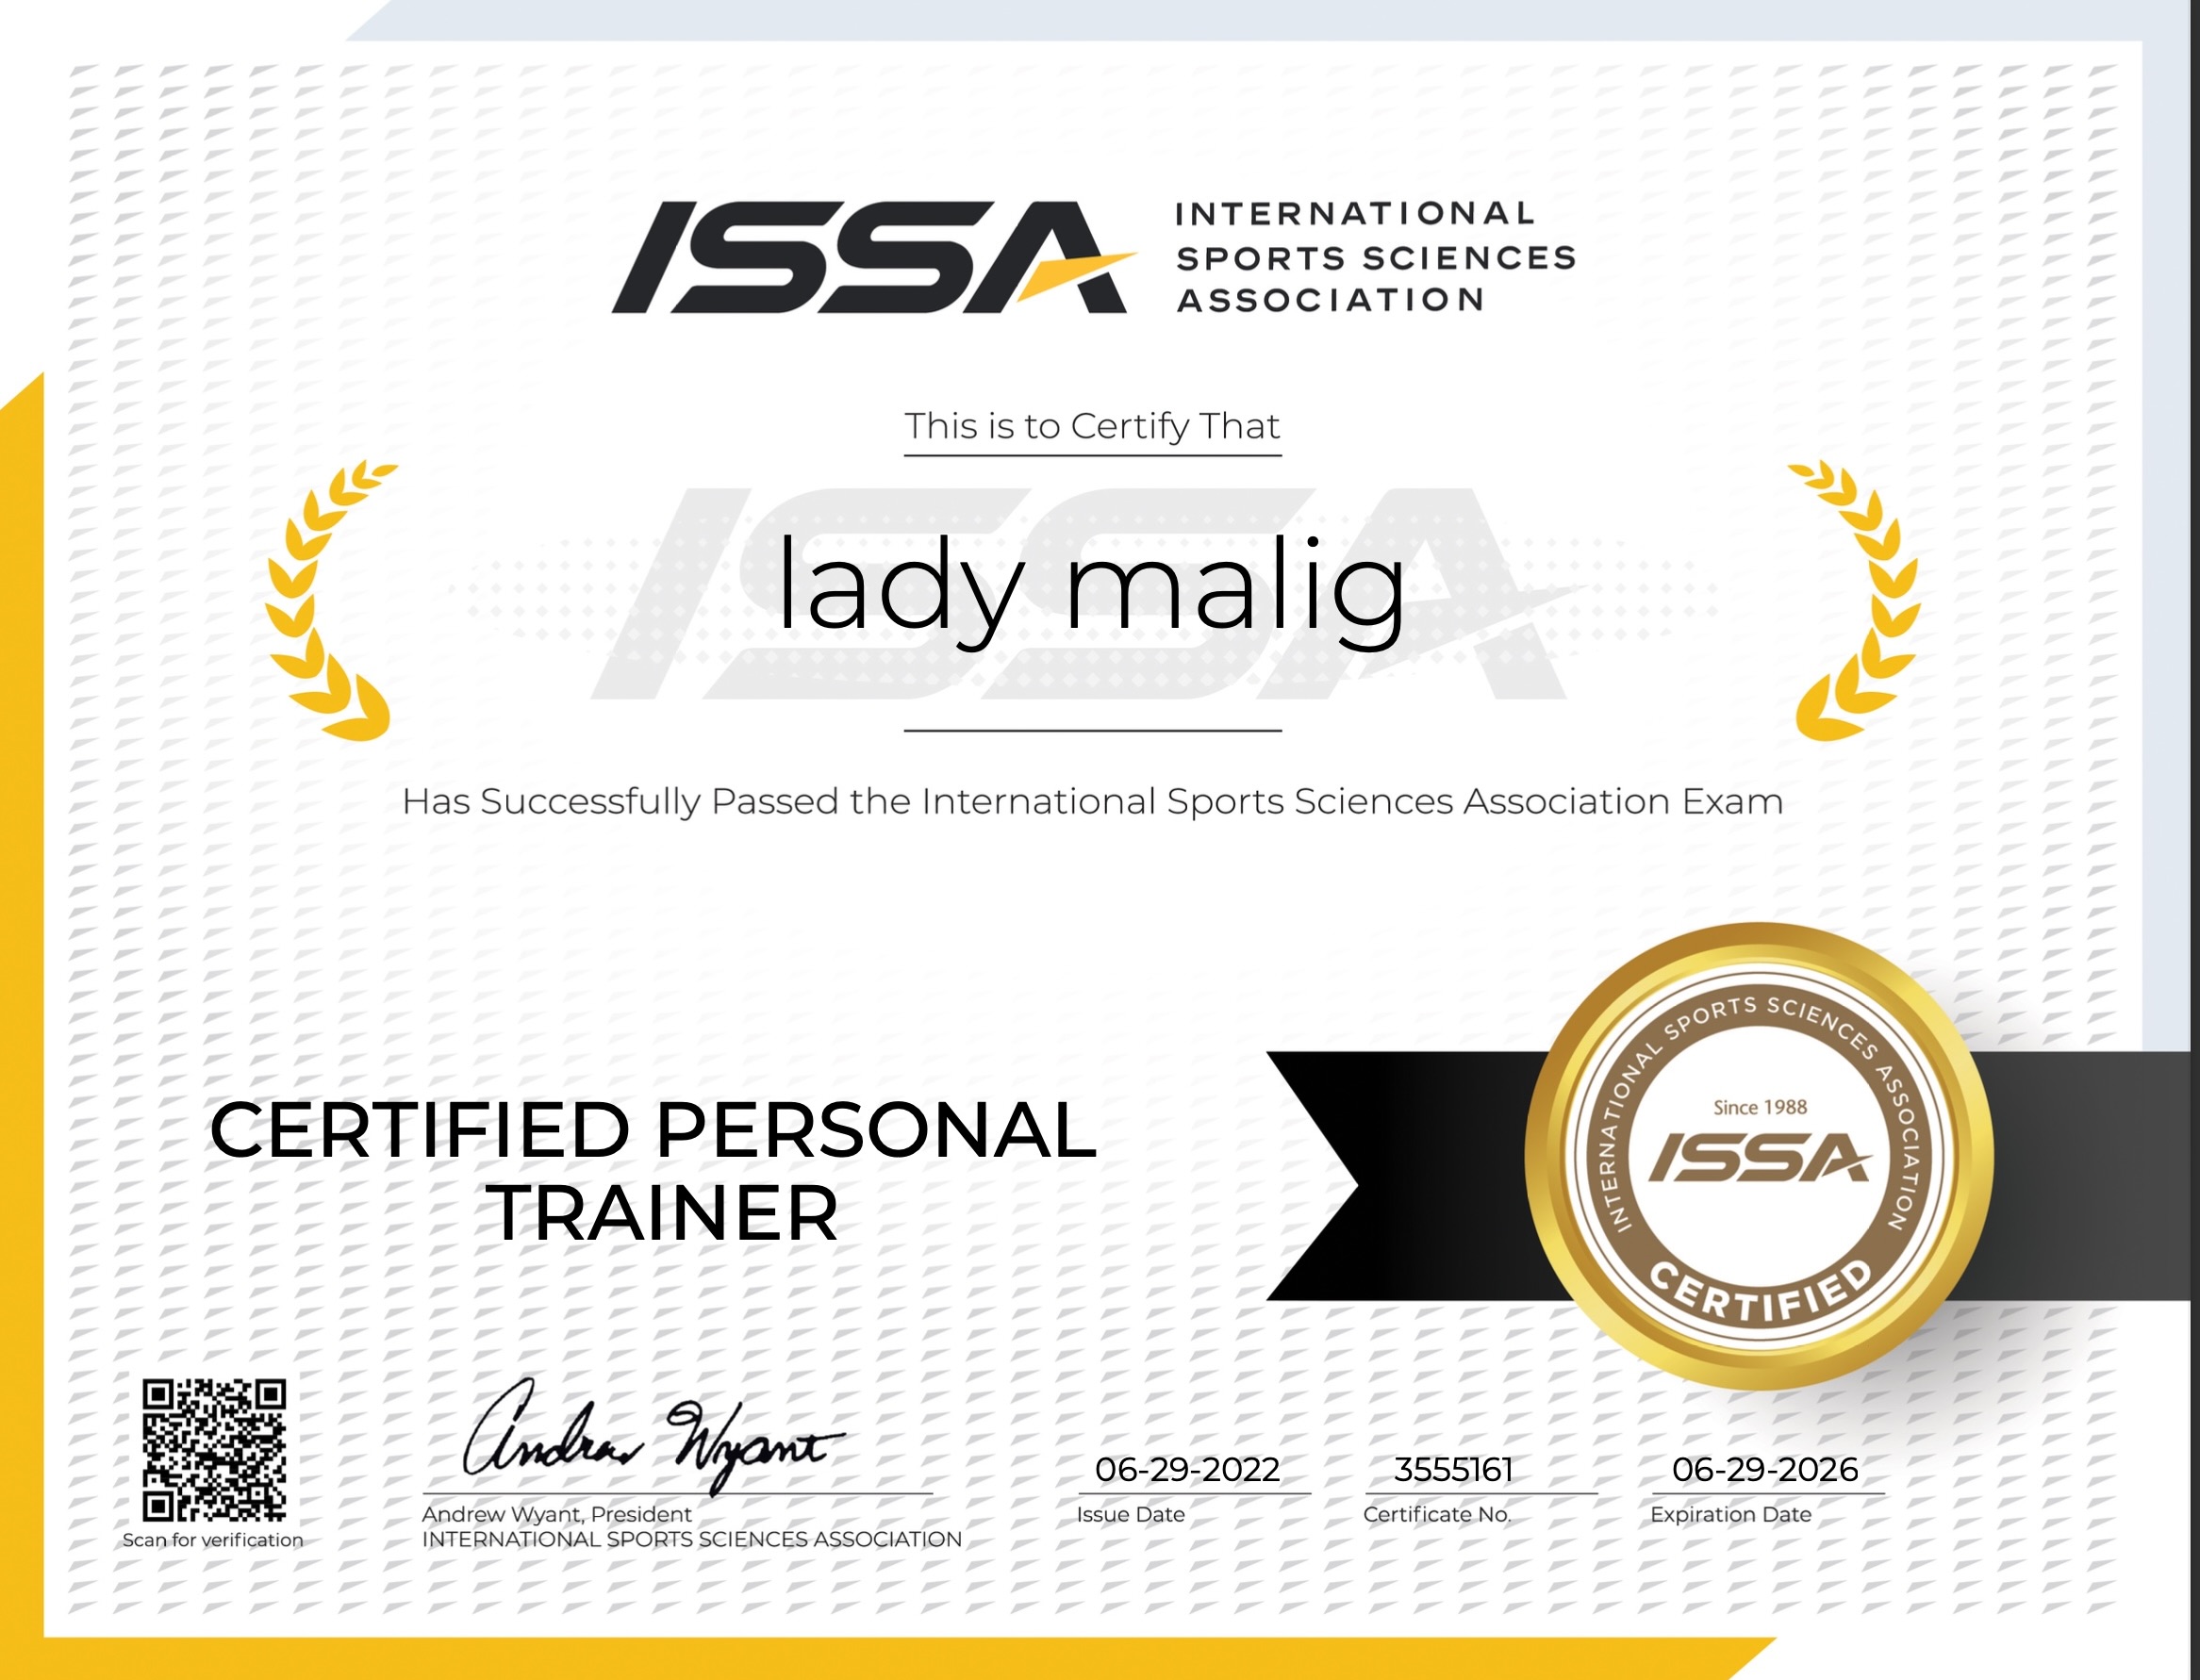 ISSA
INTERNATIONAL
SPORTS SCIENCES
ASSOCIATION
This is to Certify That
ISSA
lady malig
Has Successfully Passed the International Sports Sciences Association Exam
CERTIFIED PERSONAL
TRAINER
INTERNATIONAL SPORTS SCIENCES ASSOCIATION
Since 1988
ISSA
CERTIFIED
Scan for verification
Andrew Wyant
Andrew Wyant, President
INTERNATIONAL SPORTS SCIENCES ASSOCIATION
06-29-2022
Issue Date
3555161
Certificate No.
06-29-2026
Expiration Date